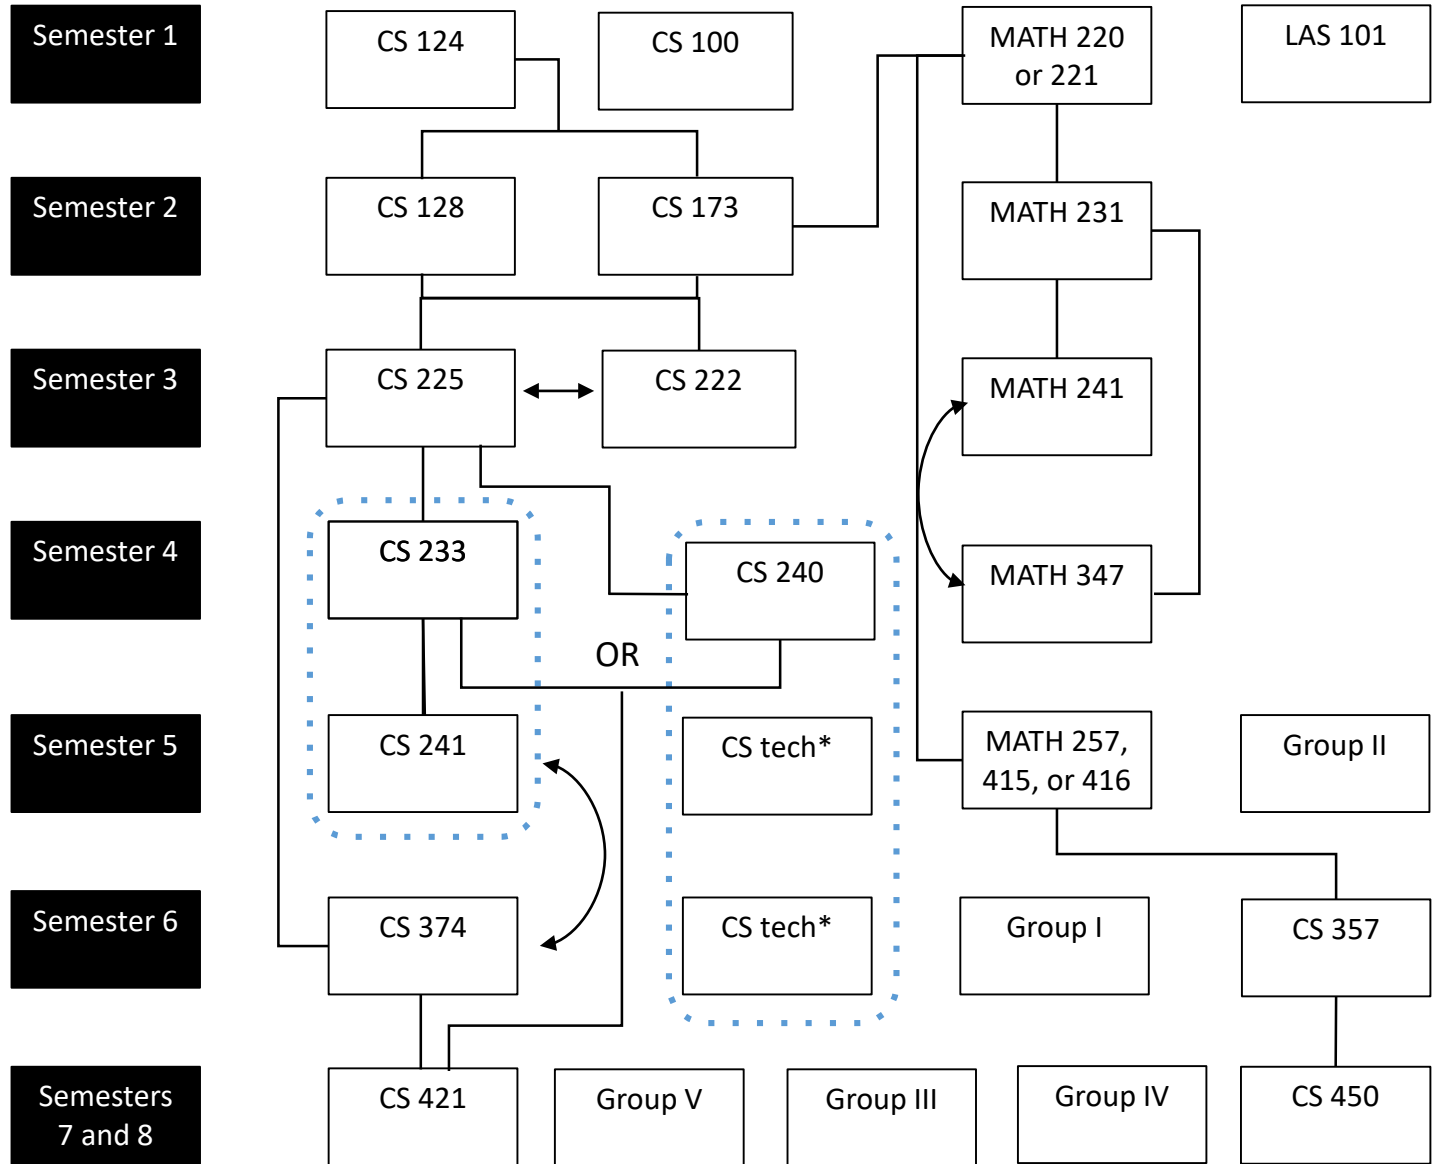 Semester 1
CS 124
CS 100
MATH 220
or 221
LAS 101
Semester 2
CS 128
CS 173
MATH 231
Semester 3
CS 225
CS 222
MATH 241
Semester 4
CS 233
CS 240
MATH 347
OR
Semester 5
CS 241
CS tech*
MATH 257,
415, or 416
Group II
Semester 6
CS 374
CS tech*
Group I
CS 357
Semesters
7 and 8
CS 421
Group V
Group III
Group IV
CS 450